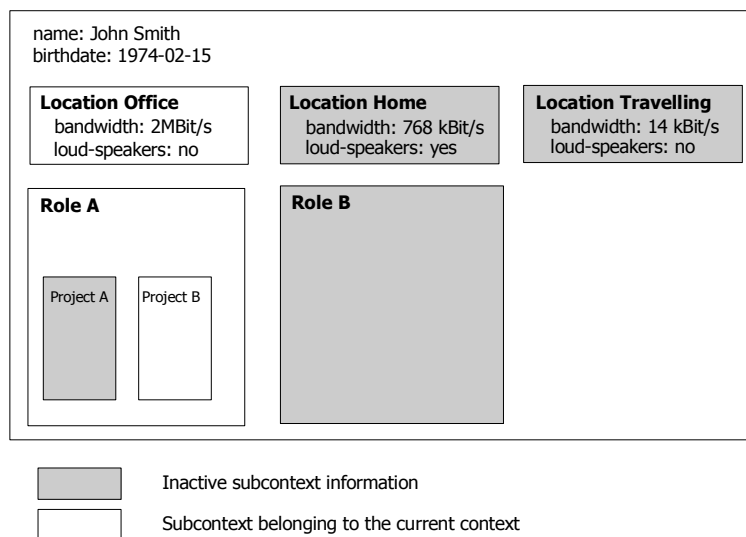 name: John Smith
birthdate: 1974-02-15
Location Office
bandwidth: 2MBit/s
loud-speakers: no
Location Home
bandwidth: 768 kBit/s
loud-speakers: yes
Location Travelling
bandwidth: 14 kBit/s
loud-speakers: no
Role A
Project A
Project B
Role B
Inactive subcontext information
Subcontext belonging to the current context